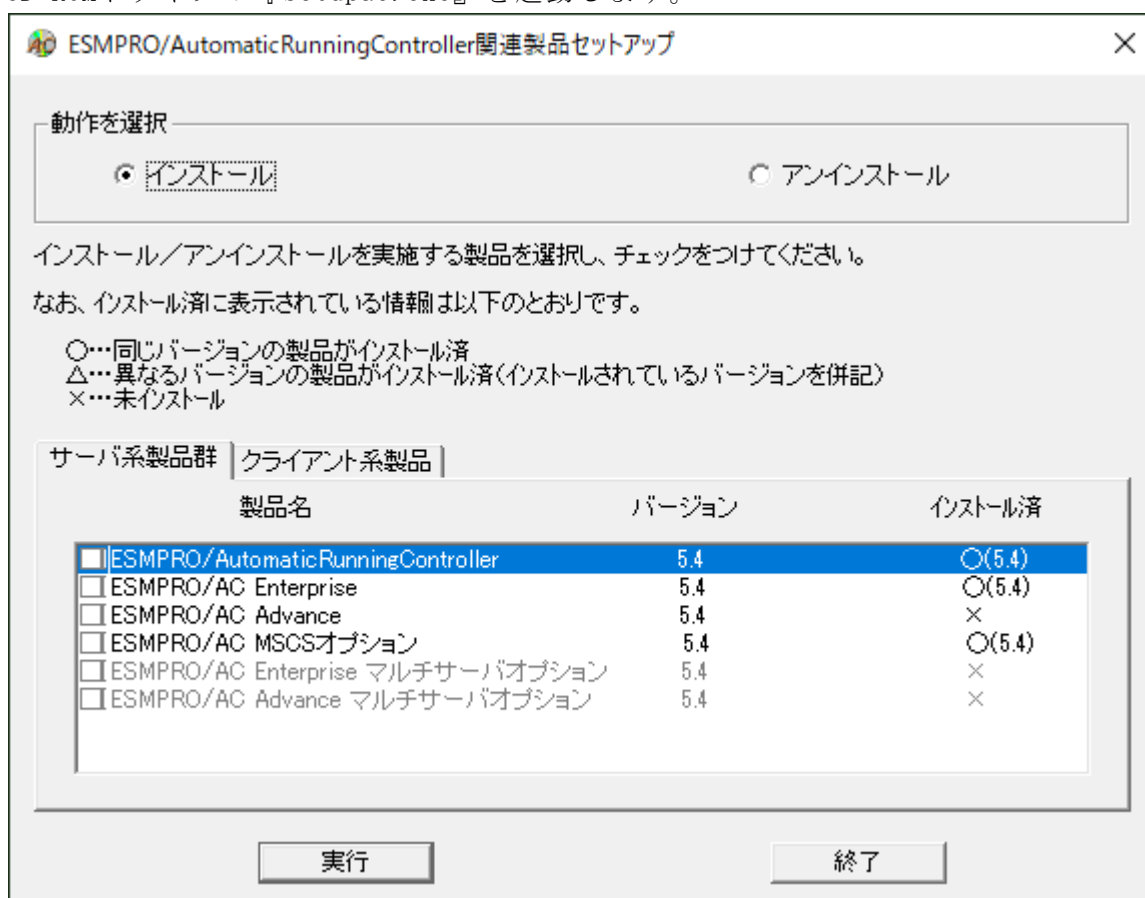 ESMPRO/AutomaticRunningController関連製品セットアップ
動作を選択
インストール
アンインストール
インストール／アンインストールを実施する製品を選択し、チェックをつけてください。
なお、インストール済に表示されている情報は以下のとおりです。
○…同じバージョンの製品がインストール済
△…異なるバージョンの製品がインストール済(インストールされているバージョンを併記)
×…未インストール
サーバ系製品群 クライアント系製品
製品名 バージョン インストール済
ESMPRO/AutomaticRunningController 5.4 ○(5.4)
ESMPRO/AC Enterprise 5.4 ○(5.4)
ESMPRO/AC Advance 5.4 ×
ESMPRO/AC MSCSオプション 5.4 ○(5.4)
ESMPRO/AC Enterprise マルチサーバオプション 5.4 ×
ESMPRO/AC Advance マルチサーバオプション 5.4 ×
実行 終了